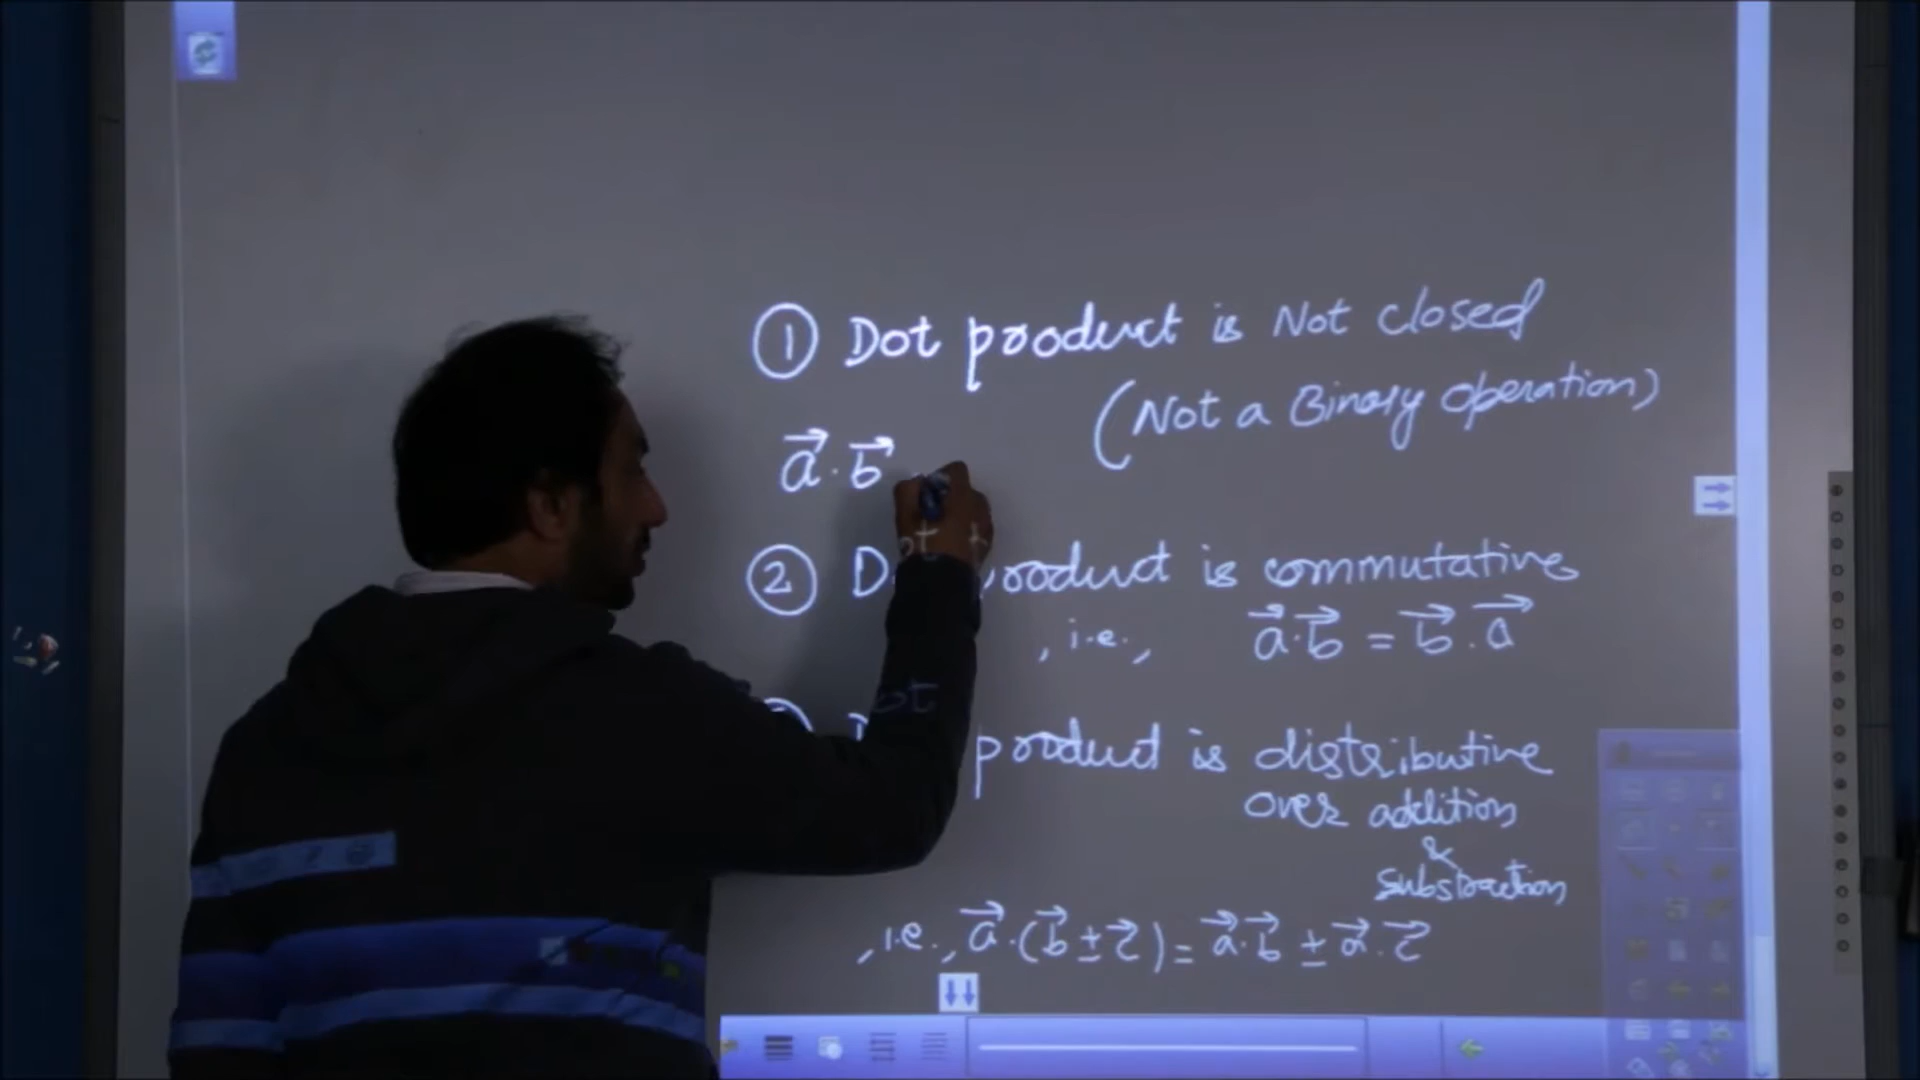 ① Dot product is Not closed
(Not a Binary operation)
a⃗ · b⃗
② Dot product is commutative
, i.e., a⃗ · b⃗ = b⃗ · a⃗
product is distributive
over addition
&
substraction
, i.e., a⃗ · (b⃗ ± c⃗) = a⃗ · b⃗ ± a⃗ · c⃗